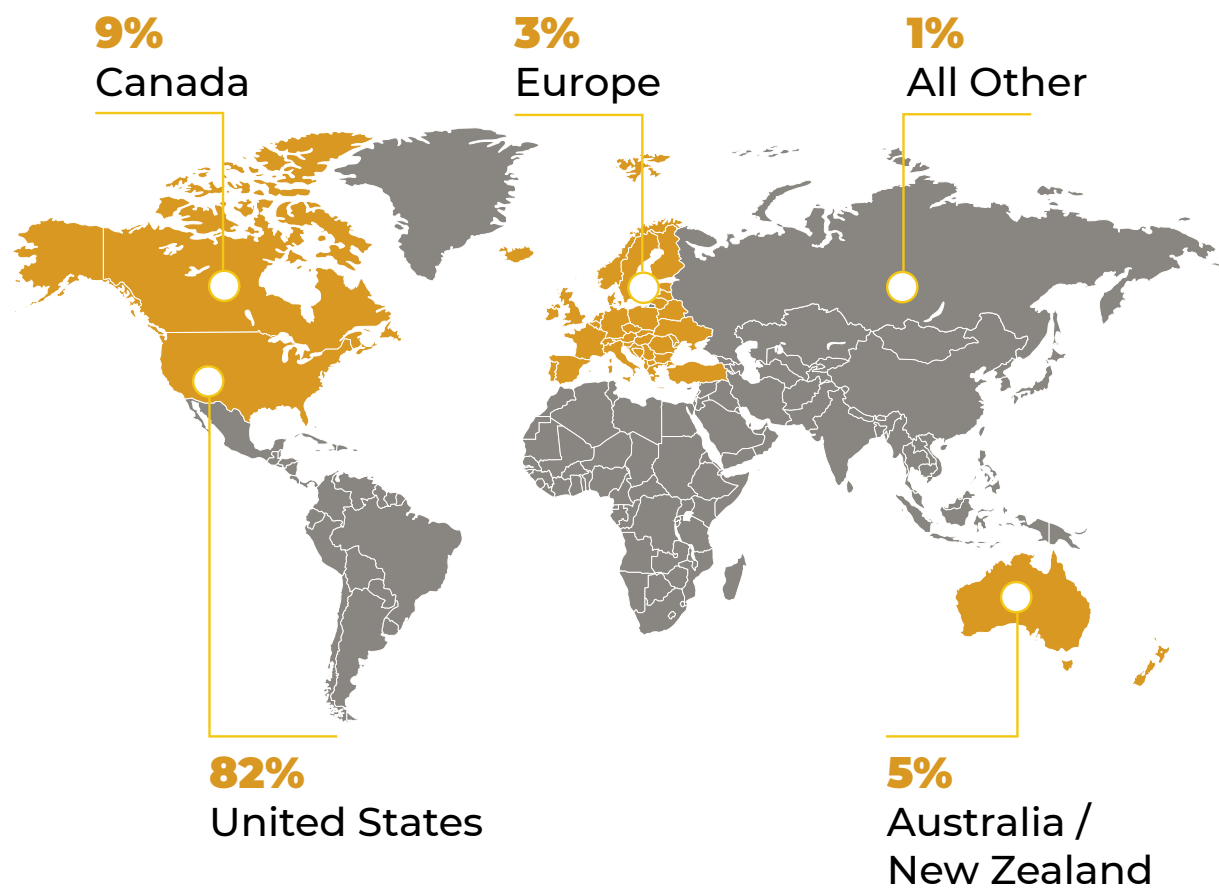 9%
Canada
3%
Europe
1%
All Other
82%
United States
5%
Australia /
New Zealand